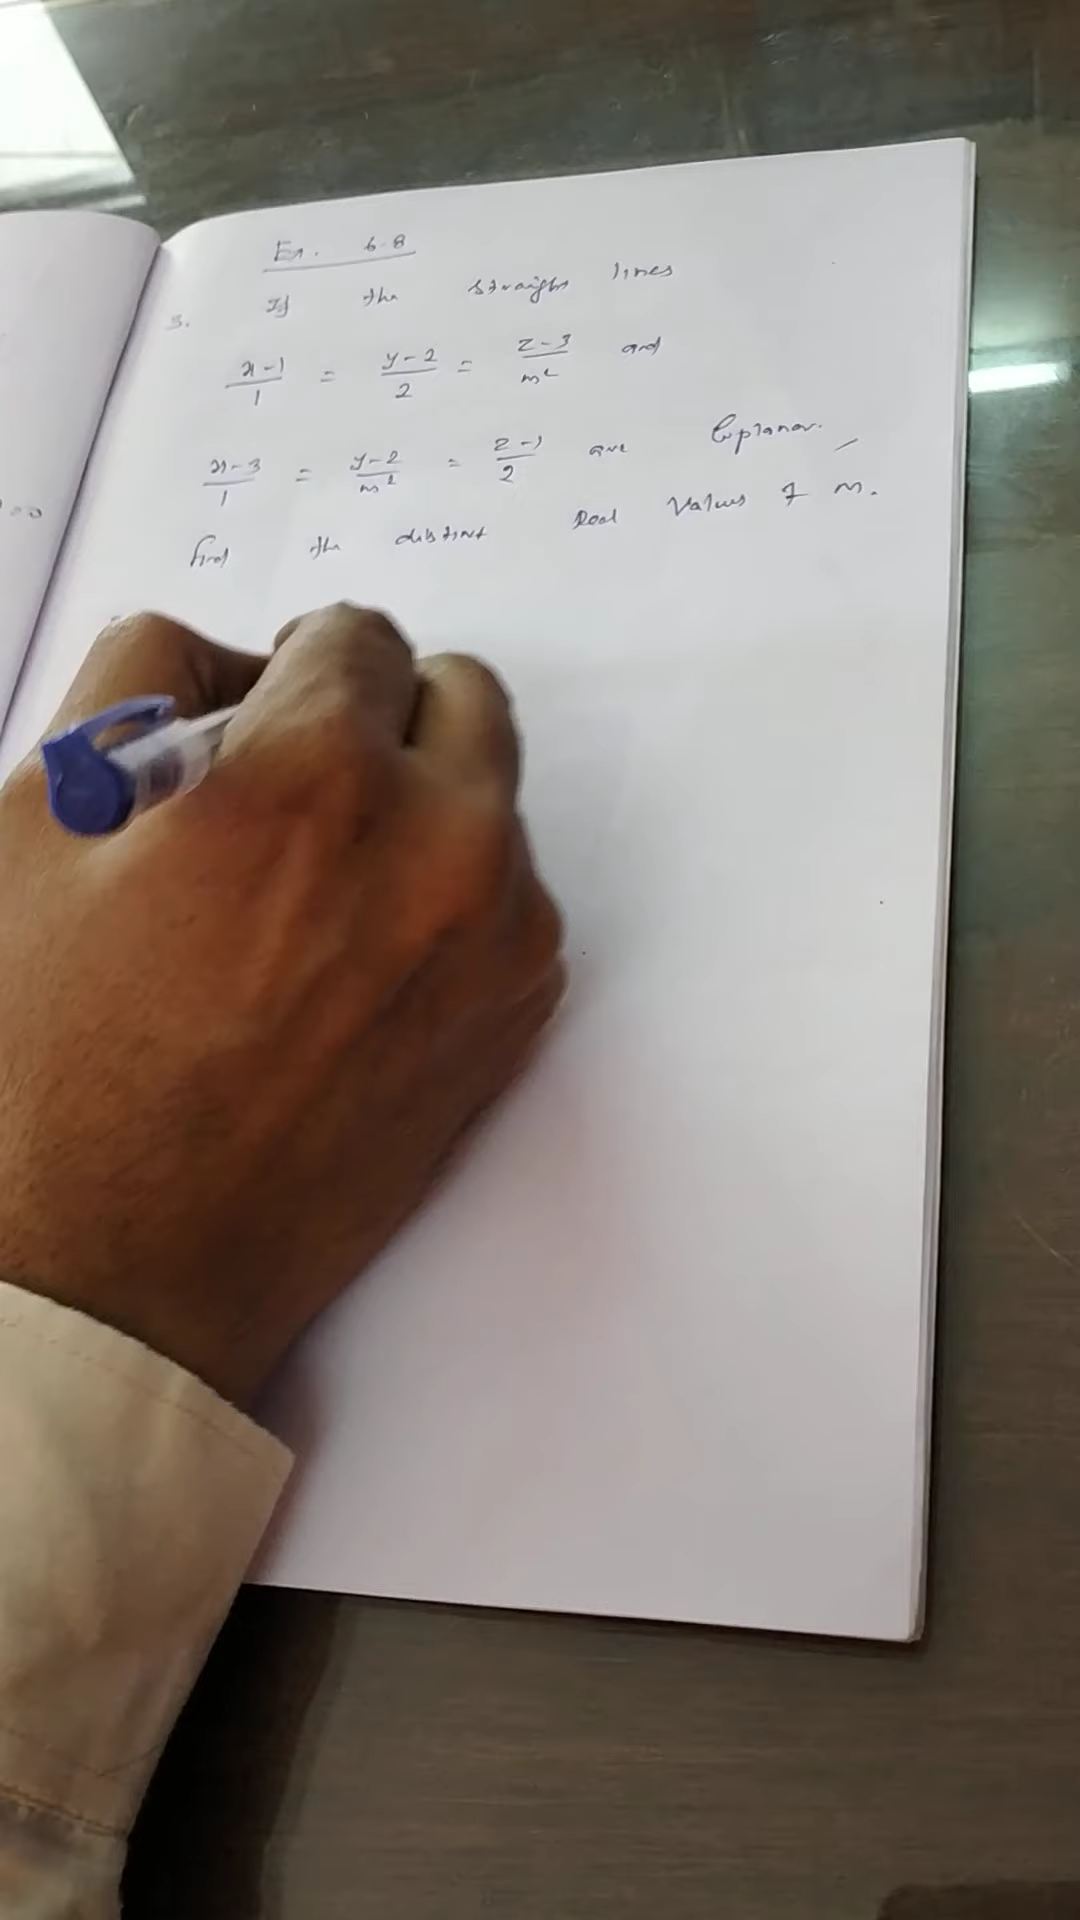 Ex. 6.8
3. If the straight lines
x-1/1 = y-2/2 = z-3/m² and
x-3/1 = y-2/m² = z-1/2 are Coplanar.
find the distinct real values of m.
=0